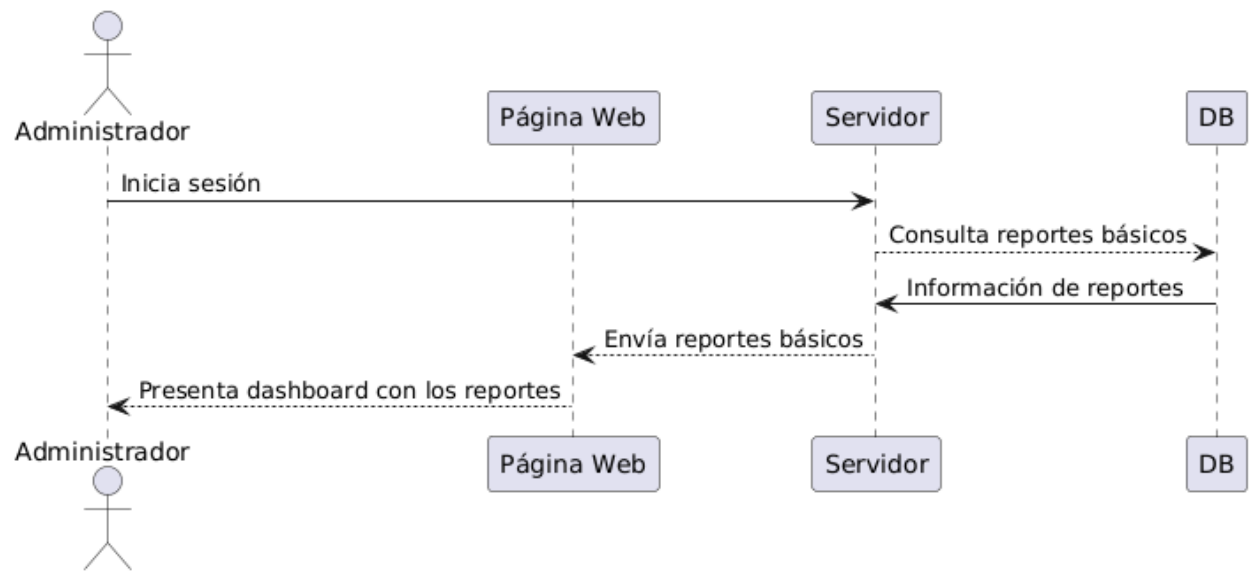 Administrador
Página Web
Servidor
DB
Inicia sesión
Consulta reportes básicos
Información de reportes
Envía reportes básicos
Presenta dashboard con los reportes
Administrador
Página Web
Servidor
DB